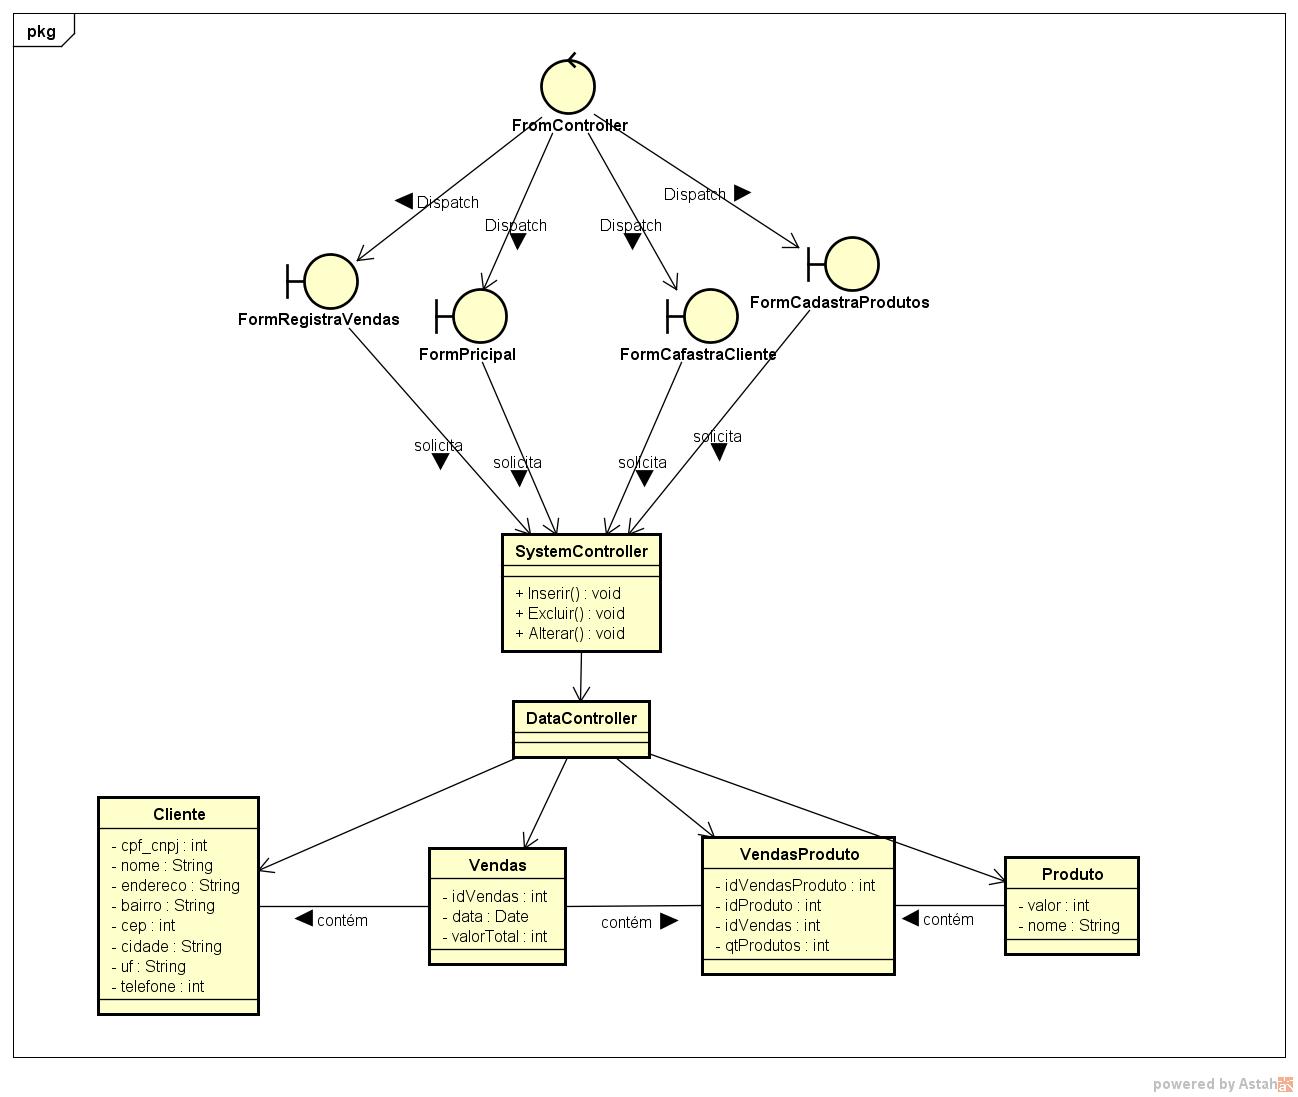 pkg
FromController
Dispatch
Dispatch
Dispatch
Dispatch
FormRegistraVendas
FormPricipal
FormCafastraCliente
FormCadastraProdutos
solicita
solicita
solicita
solicita
SystemController
+ Inserir() : void
+ Excluir() : void
+ Alterar() : void
DataController
Cliente
- cpf_cnpj : int
- nome : String
- endereco : String
- bairro : String
- cep : int
- cidade : String
- uf : String
- telefone : int
contém
Vendas
- idVendas : int
- data : Date
- valorTotal : int
contém
VendasProduto
- idVendasProduto : int
- idProduto : int
- idVendas : int
- qtProdutos : int
contém
Produto
- valor : int
- nome : String
powered by Astah